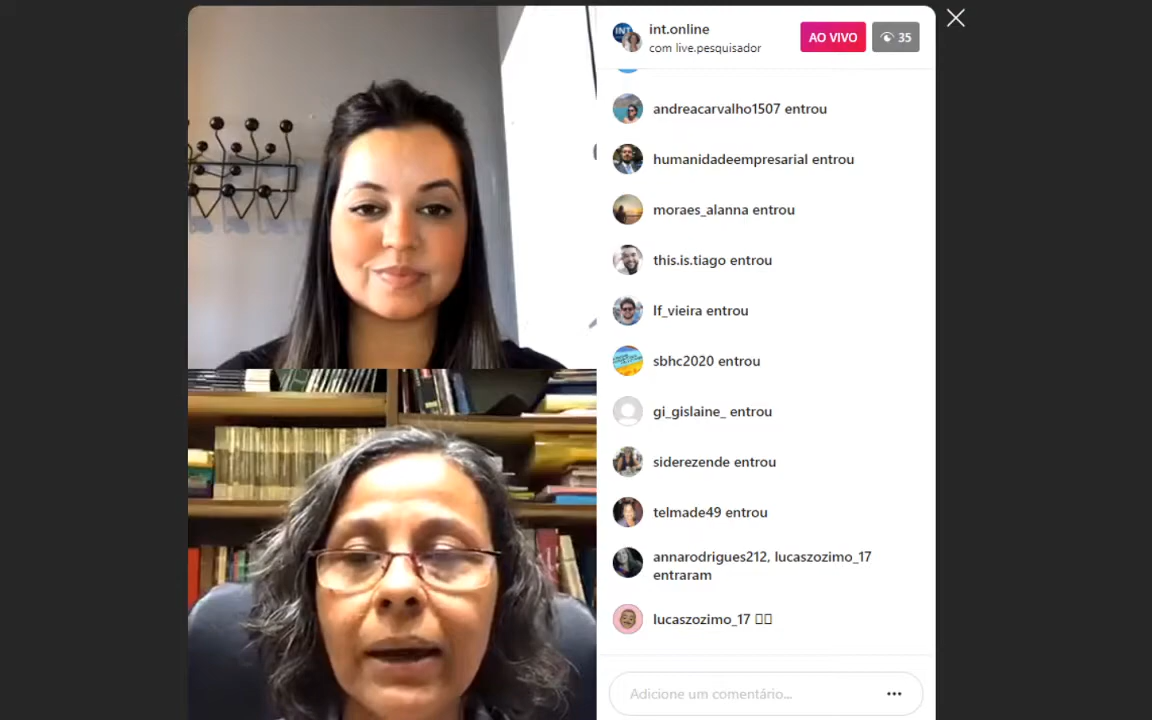 INT
int.online
com live.pesquisador
AO VIVO
35
andreacarvalho1507 entrou
humanidadeempresarial entrou
moraes_alanna entrou
this.is.tiago entrou
lf_vieira entrou
sbhc2020 entrou
gi_gislaine_ entrou
siderezende entrou
telmade49 entrou
annarodrigues212, lucaszozimo_17
entraram
lucaszozimo_17
Adicione um comentário...